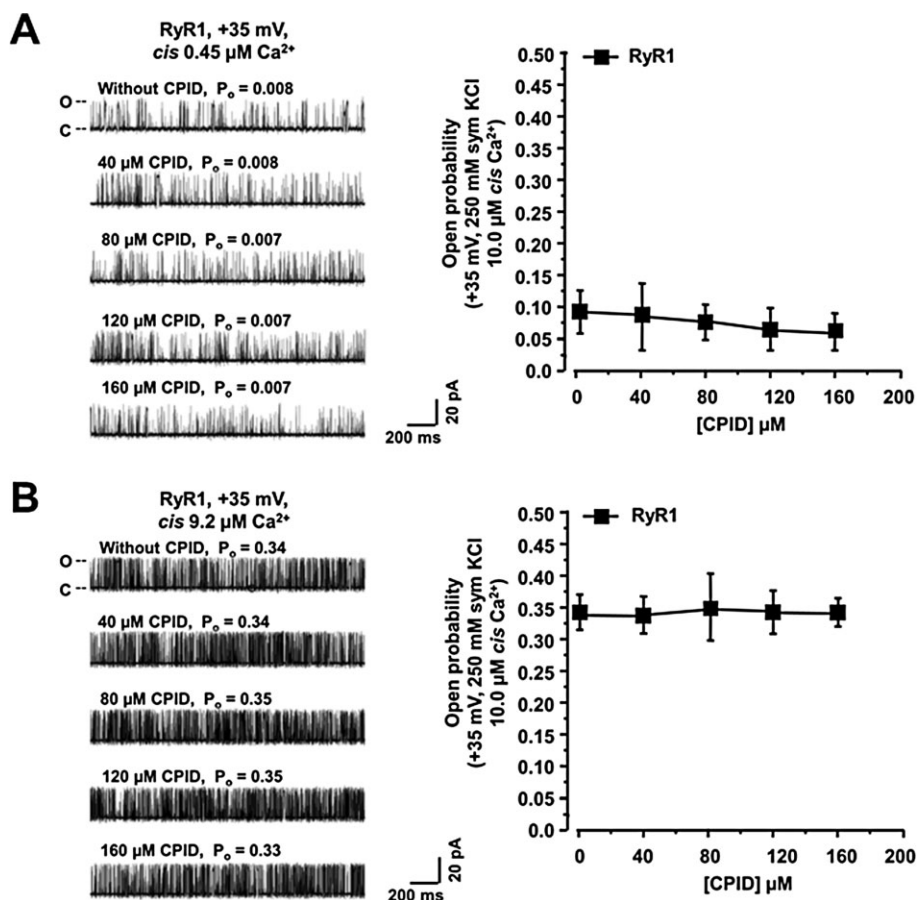 A
RyR1, +35 mV,
cis 0.45 µM Ca²⁺
Without CPID, Pₒ = 0.008
O --
C --
40 µM CPID, Pₒ = 0.008
80 µM CPID, Pₒ = 0.007
120 µM CPID, Pₒ = 0.007
160 µM CPID, Pₒ = 0.007
20 pA
200 ms
RyR1
Open probability
(+35 mV, 250 mM sym KCl
10.0 µM cis Ca²⁺)
0.50
0.45
0.40
0.35
0.30
0.25
0.20
0.15
0.10
0.05
0.0
0 40 80 120 160 200
[CPID] µM
B
RyR1, +35 mV,
cis 9.2 µM Ca²⁺
Without CPID, Pₒ = 0.34
O --
C --
40 µM CPID, Pₒ = 0.34
80 µM CPID, Pₒ = 0.35
120 µM CPID, Pₒ = 0.35
160 µM CPID, Pₒ = 0.33
20 pA
200 ms
RyR1
Open probability
(+35 mV, 250 mM sym KCl
10.0 µM cis Ca²⁺)
0.50
0.45
0.40
0.35
0.30
0.25
0.20
0.15
0.10
0.05
0.0
0 40 80 120 160 200
[CPID] µM